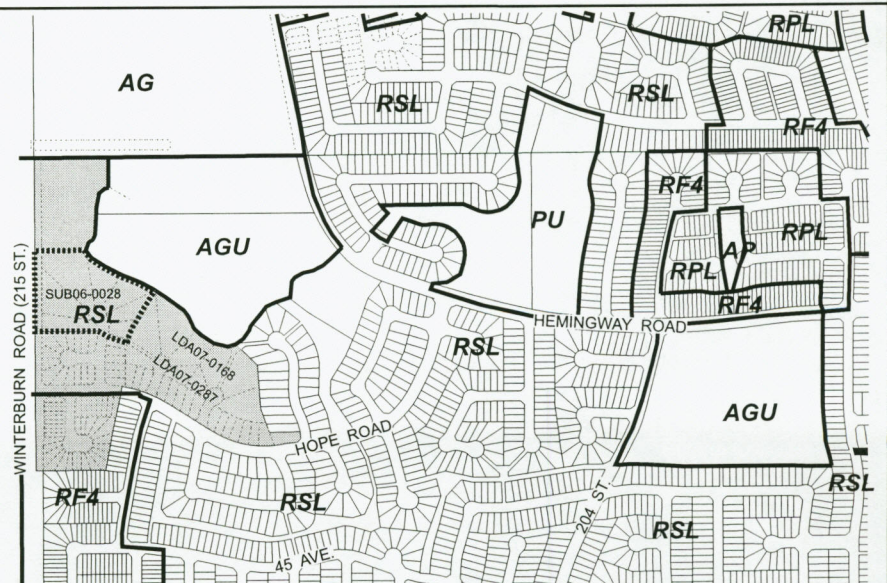 RPL
AG
RSL
RSL
RF4
RF4
PU
AGU
AP
RPL
RPL
SUB06-0028
RSL
RF4
HEMINGWAY ROAD
LDA07-0168
RSL
LDA07-0287
WINTERBURN ROAD (215 ST.)
AGU
HOPE ROAD
RSL
RF4
RSL
204 ST.
RSL
45 AVE.